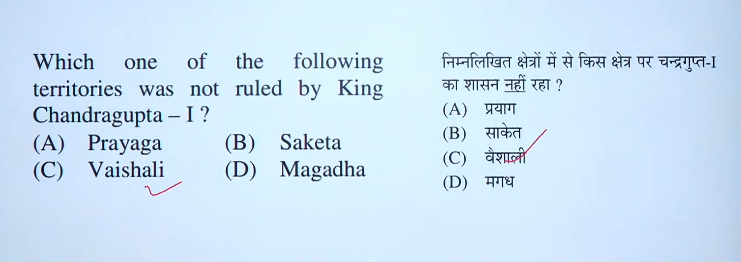 Which one of the following
territories was not ruled by King
Chandragupta – I ?
(A) Prayaga (B) Saketa
(C) Vaishali (D) Magadha
निम्नलिखित क्षेत्रों में से किस क्षेत्र पर चन्द्रगुप्त-I
का शासन नहीं रहा ?
(A) प्रयाग
(B) साकेत
(C) वैशाली
(D) मगध